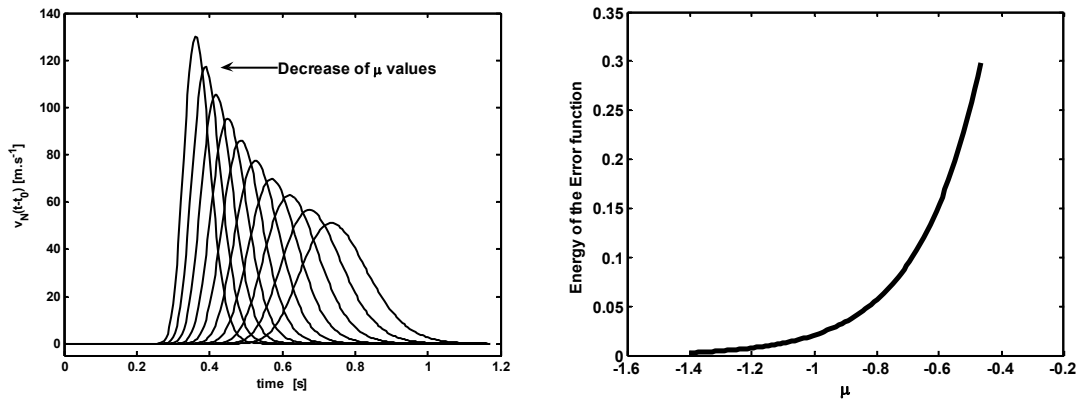 140
120
100
80
60
40
20
0
v_N(t-t_0) [m.s^-1]
Decrease of μ values
0 0.2 0.4 0.6 0.8 1 1.2
time [s]
0.35
0.3
0.25
0.2
0.15
0.1
0.05
0
Energy of the Error function
-1.6 -1.4 -1.2 -1 -0.8 -0.6 -0.4 -0.2
μ